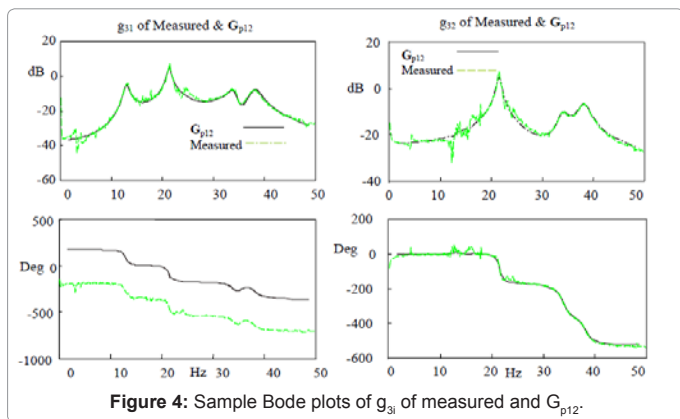 g31 of Measured & Gp12
20
dB
0
-20
-40
-60
Gp12
Measured
0 10 20 30 40 50
500
Deg
0
-500
-1000
Hz
0 10 20 30 40 50
g32 of Measured & Gp12
20
dB
0
-20
-40
Gp12
Measured
0 10 20 30 40 50
200
Deg
0
-200
-400
-600
0 10 20 Hz 30 40 50
Figure 4: Sample Bode plots of g3i of measured and Gp12.